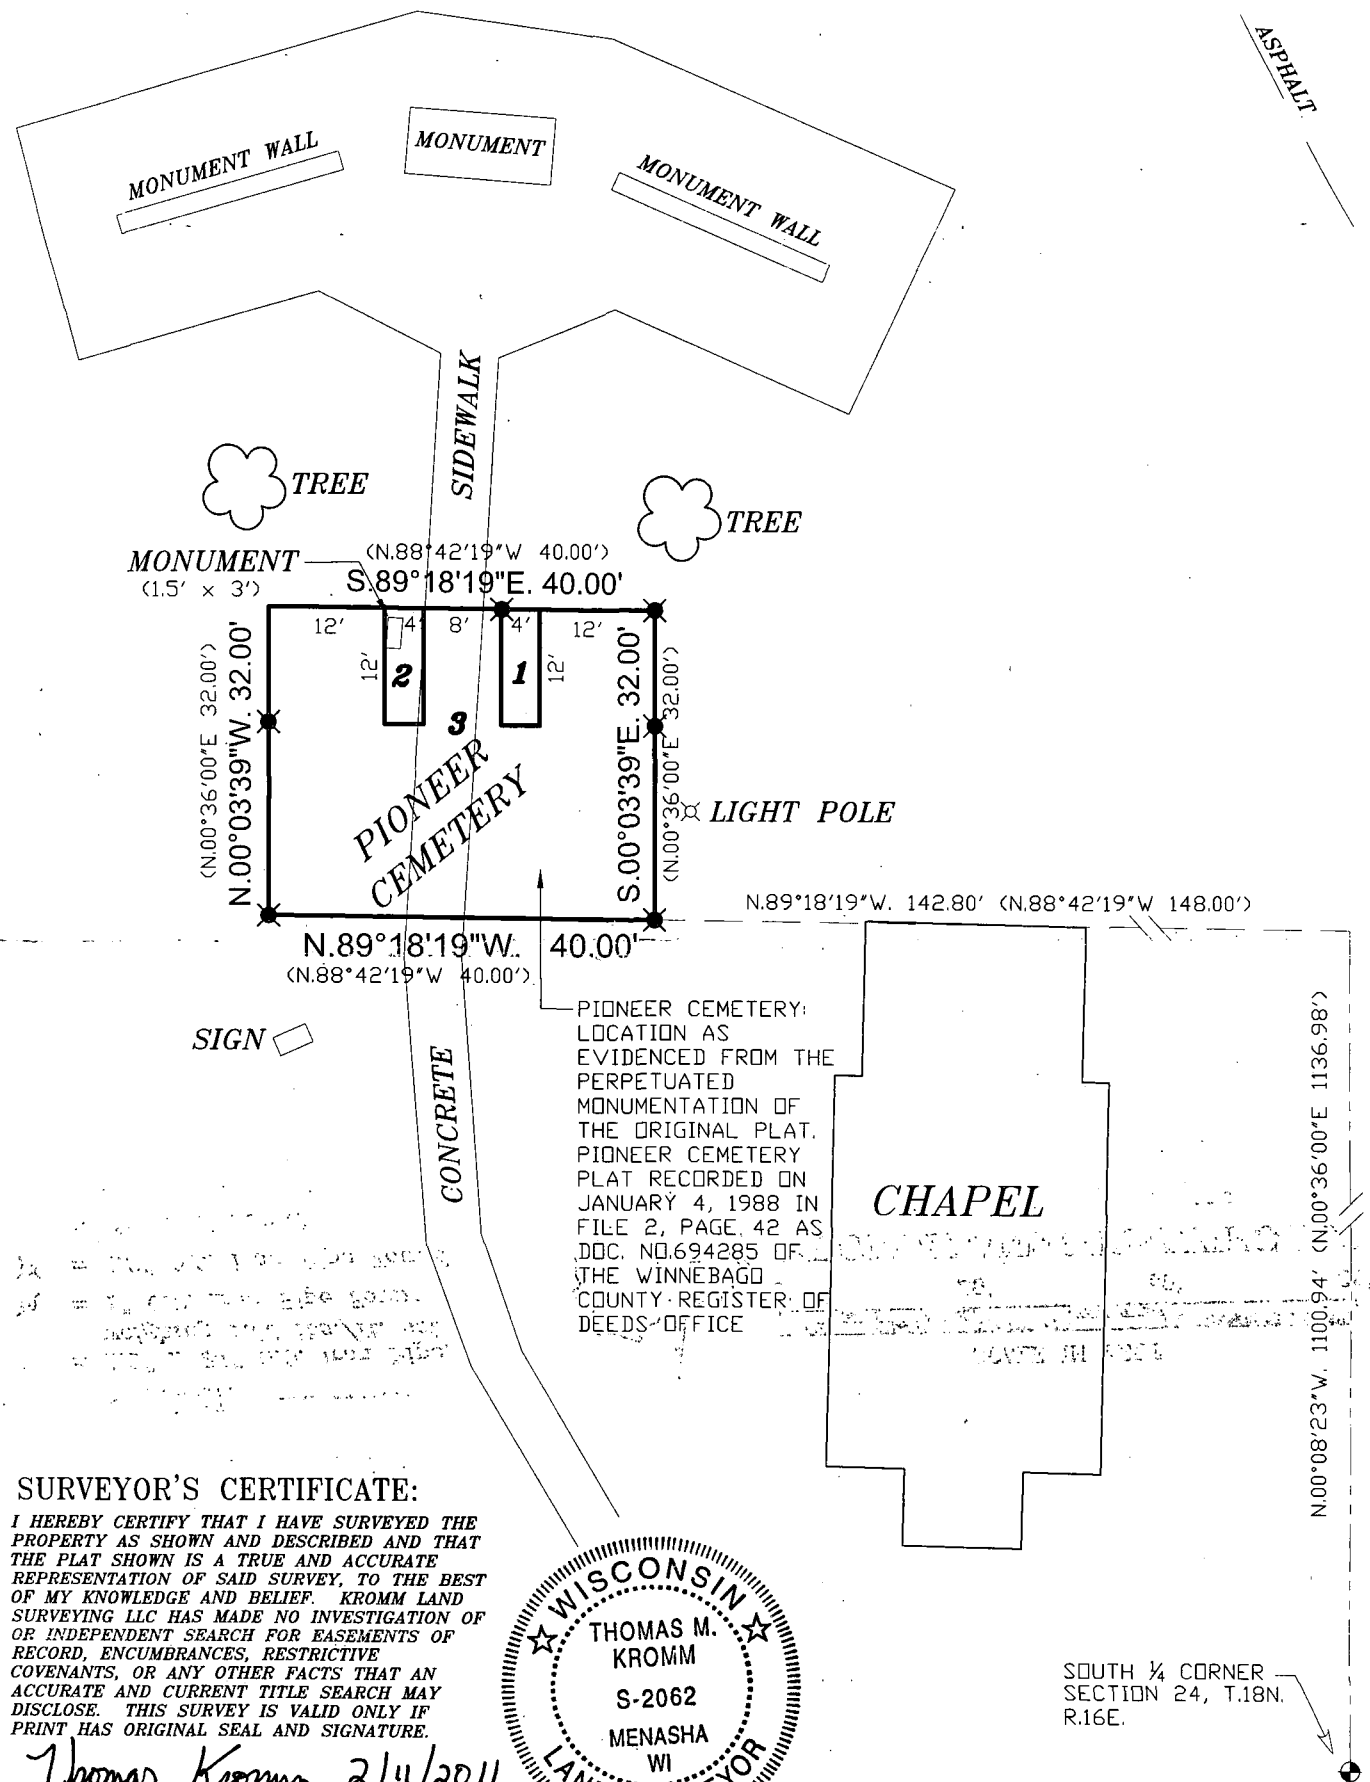 ASPHALT
MONUMENT WALL
MONUMENT
MONUMENT WALL
SIDEWALK
TREE
TREE
MONUMENT
(1.5' x 3')
(N.88°42'19"W 40.00')
S.89°18'19"E. 40.00'
12'
4'
8'
4'
12'
12'
2
1
12'
3
(N.00°36'00"E 32.00')
N.00°03'39"W. 32.00'
S.00°03'39"E. 32.00'
(N.00°36'00"E 32.00')
PIONEER
CEMETERY
LIGHT POLE
N.89°18'19"W. 142.80' (N.88°42'19"W 148.00')
N.89°18'19"W. 40.00'
(N.88°42'19"W 40.00')
SIGN
CONCRETE
PIONEER CEMETERY:
LOCATION AS
EVIDENCED FROM THE
PERPETUATED
MONUMENTATION OF
THE ORIGINAL PLAT.
PIONEER CEMETERY
PLAT RECORDED ON
JANUARY 4, 1988 IN
FILE 2, PAGE 42 AS
DOC. NO.694285 OF
THE WINNEBAGO
COUNTY REGISTER OF
DEEDS OFFICE
CHAPEL
N.00°08'23"W. 1100.94' (N.00°36'00"E 1136.98')
SURVEYOR'S CERTIFICATE:
I HEREBY CERTIFY THAT I HAVE SURVEYED THE
PROPERTY AS SHOWN AND DESCRIBED AND THAT
THE PLAT SHOWN IS A TRUE AND ACCURATE
REPRESENTATION OF SAID SURVEY, TO THE BEST
OF MY KNOWLEDGE AND BELIEF. KROMM LAND
SURVEYING LLC HAS MADE NO INVESTIGATION OF
OR INDEPENDENT SEARCH FOR EASEMENTS OF
RECORD, ENCUMBRANCES, RESTRICTIVE
COVENANTS, OR ANY OTHER FACTS THAT AN
ACCURATE AND CURRENT TITLE SEARCH MAY
DISCLOSE. THIS SURVEY IS VALID ONLY IF
PRINT HAS ORIGINAL SEAL AND SIGNATURE.
Thomas Kromm 2/11/2011
WISCONSIN
THOMAS M.
KROMM
S-2062
MENASHA
WI
SOUTH ¼ CORNER
SECTION 24, T.18N.
R.16E.